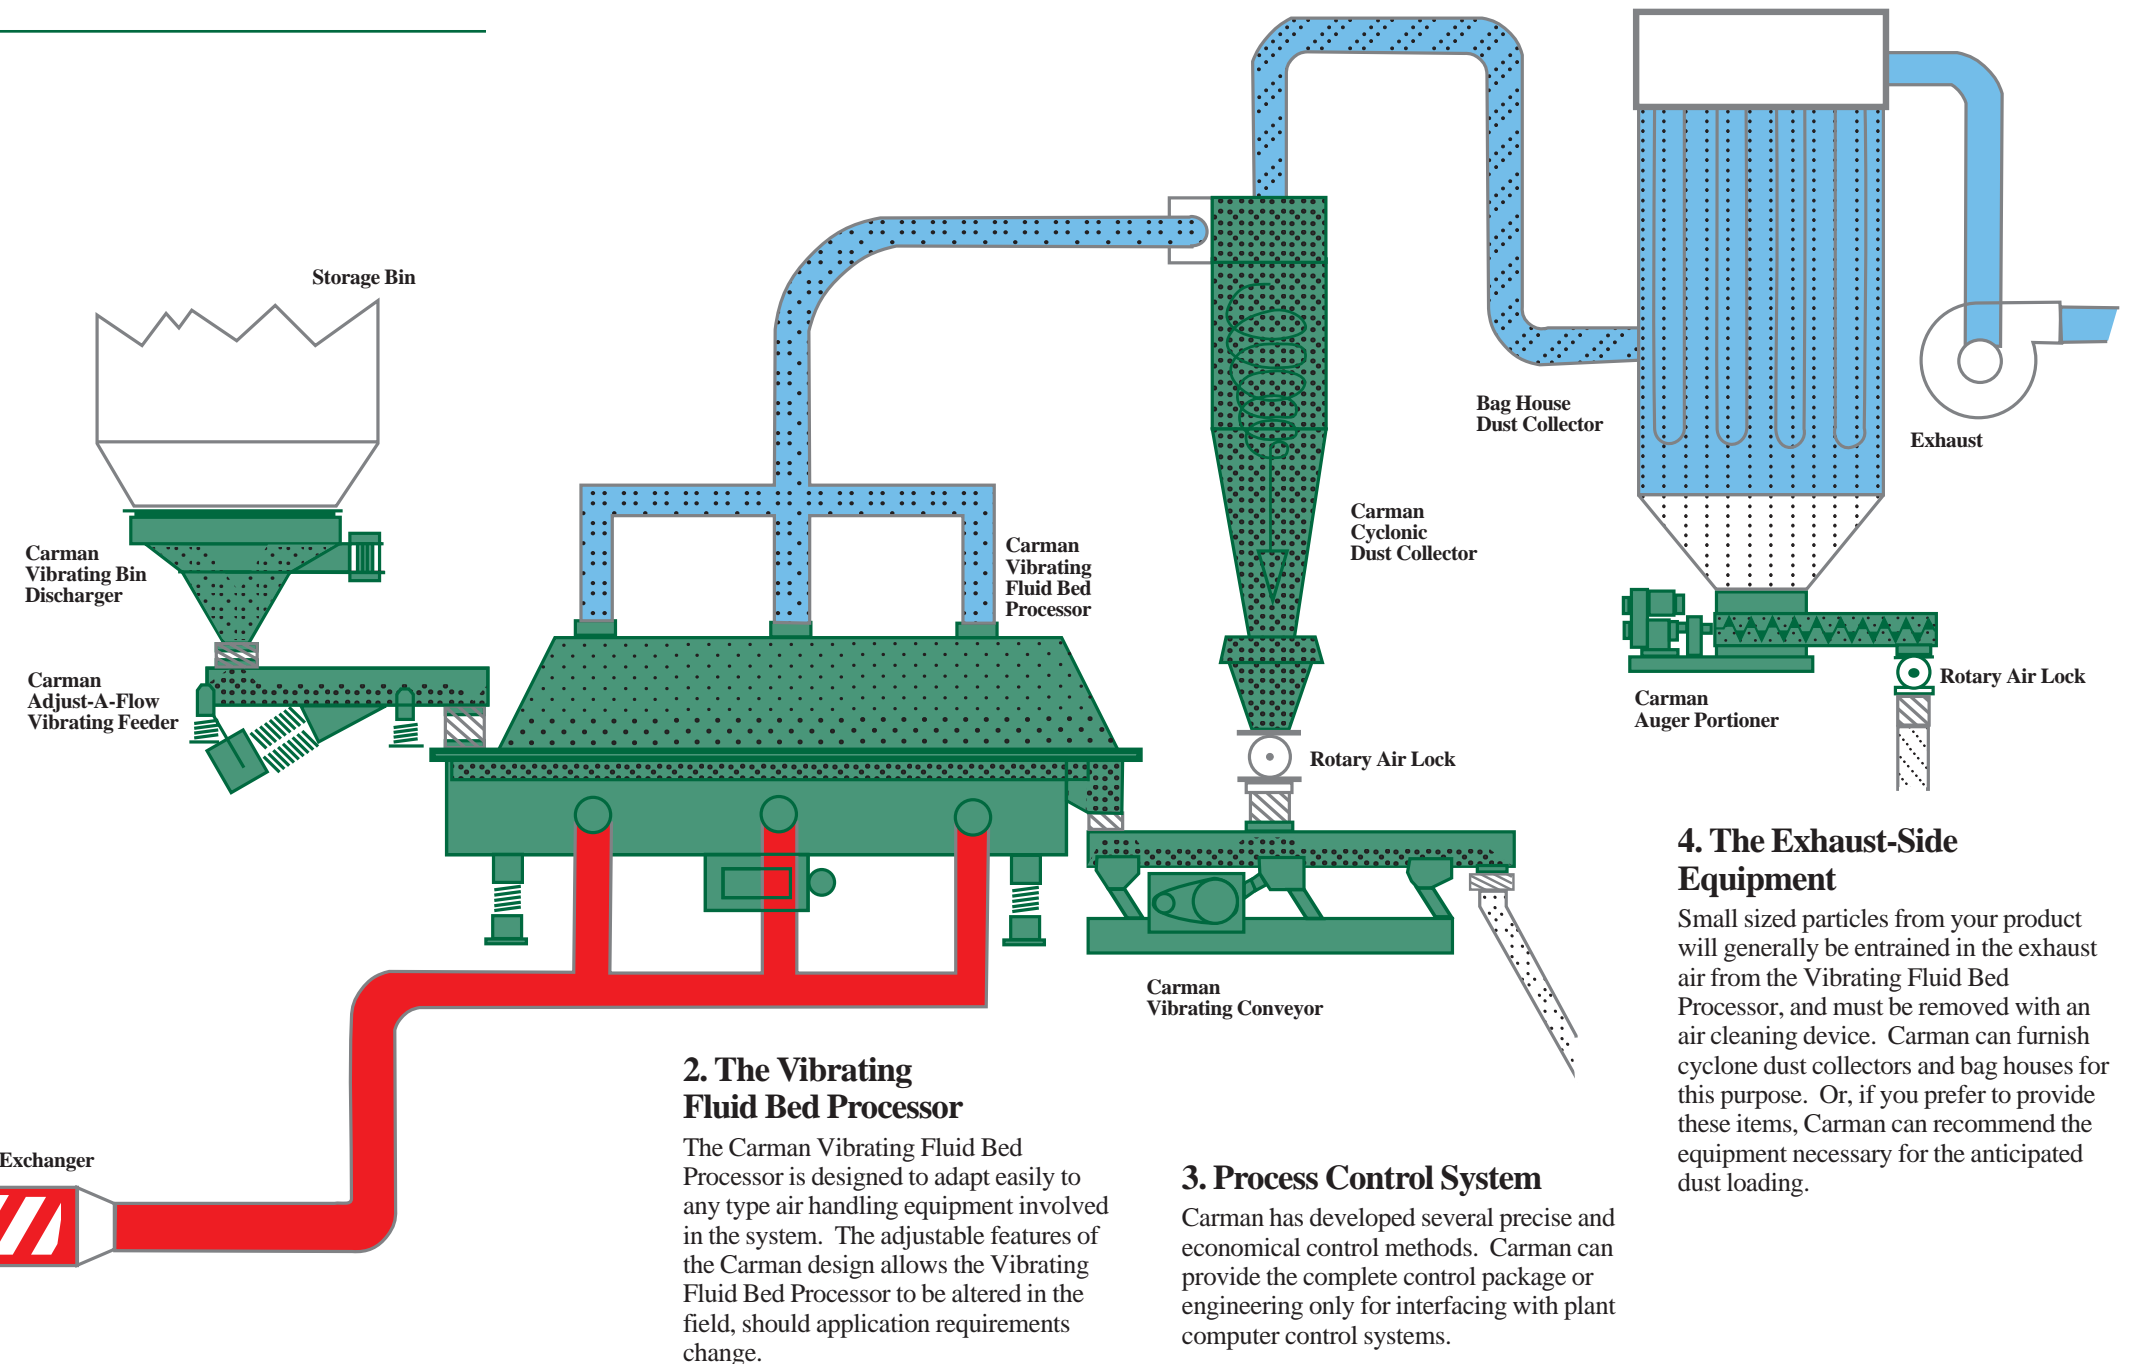 Storage Bin
Carman
Vibrating Bin
Discharger
Carman
Adjust-A-Flow
Vibrating Feeder
Carman
Vibrating
Fluid Bed
Processor
Carman
Cyclonic
Dust Collector
Bag House
Dust Collector
Exhaust
Rotary Air Lock
Carman
Auger Portioner
Rotary Air Lock
Carman
Vibrating Conveyor
Exchanger
2. The Vibrating
Fluid Bed Processor
The Carman Vibrating Fluid Bed
Processor is designed to adapt easily to
any type air handling equipment involved
in the system. The adjustable features of
the Carman design allows the Vibrating
Fluid Bed Processor to be altered in the
field, should application requirements
change.
3. Process Control System
Carman has developed several precise and
economical control methods. Carman can
provide the complete control package or
engineering only for interfacing with plant
computer control systems.
4. The Exhaust-Side
Equipment
Small sized particles from your product
will generally be entrained in the exhaust
air from the Vibrating Fluid Bed
Processor, and must be removed with an
air cleaning device. Carman can furnish
cyclone dust collectors and bag houses for
this purpose. Or, if you prefer to provide
these items, Carman can recommend the
equipment necessary for the anticipated
dust loading.